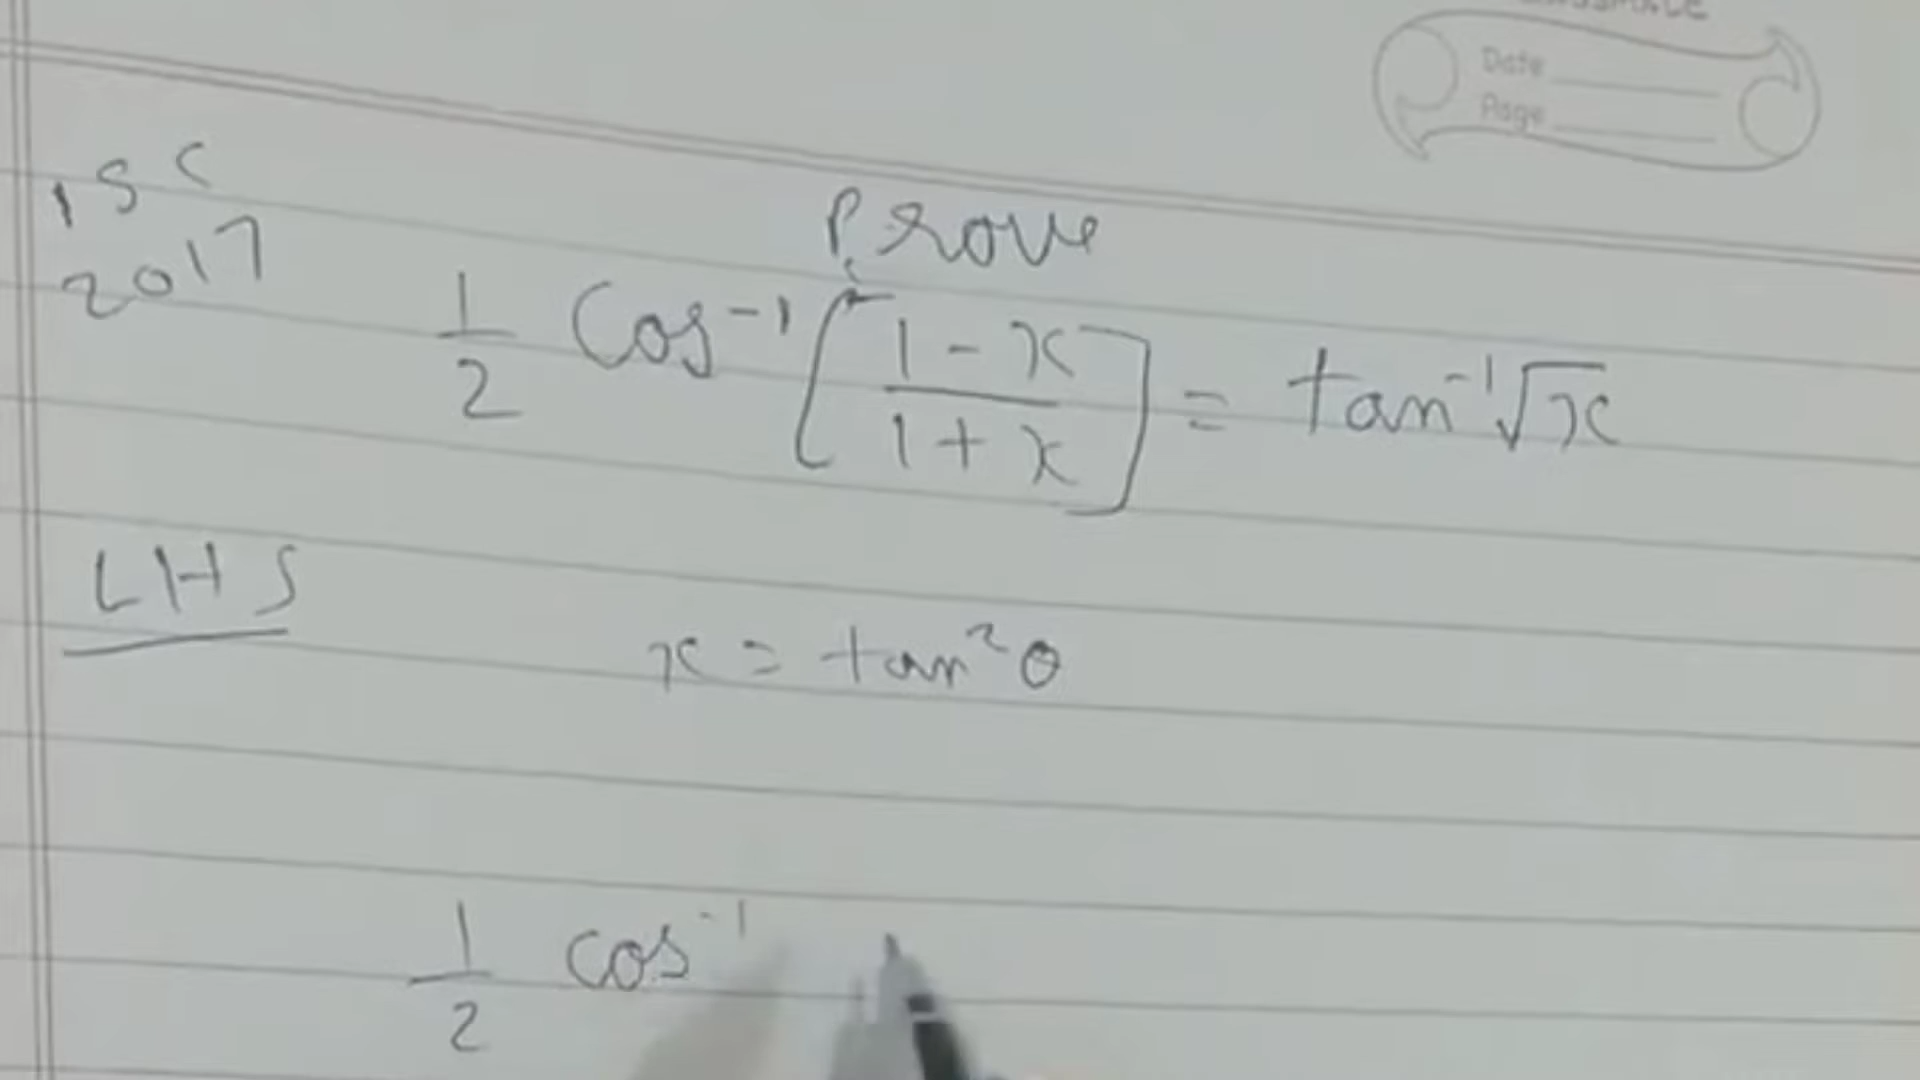 Date
Page
ISC
2017
Prove
1/2 Cos⁻¹ [(1-x)/(1+x)] = tan⁻¹√x
LHS
x = tan²θ
1/2 cos⁻¹